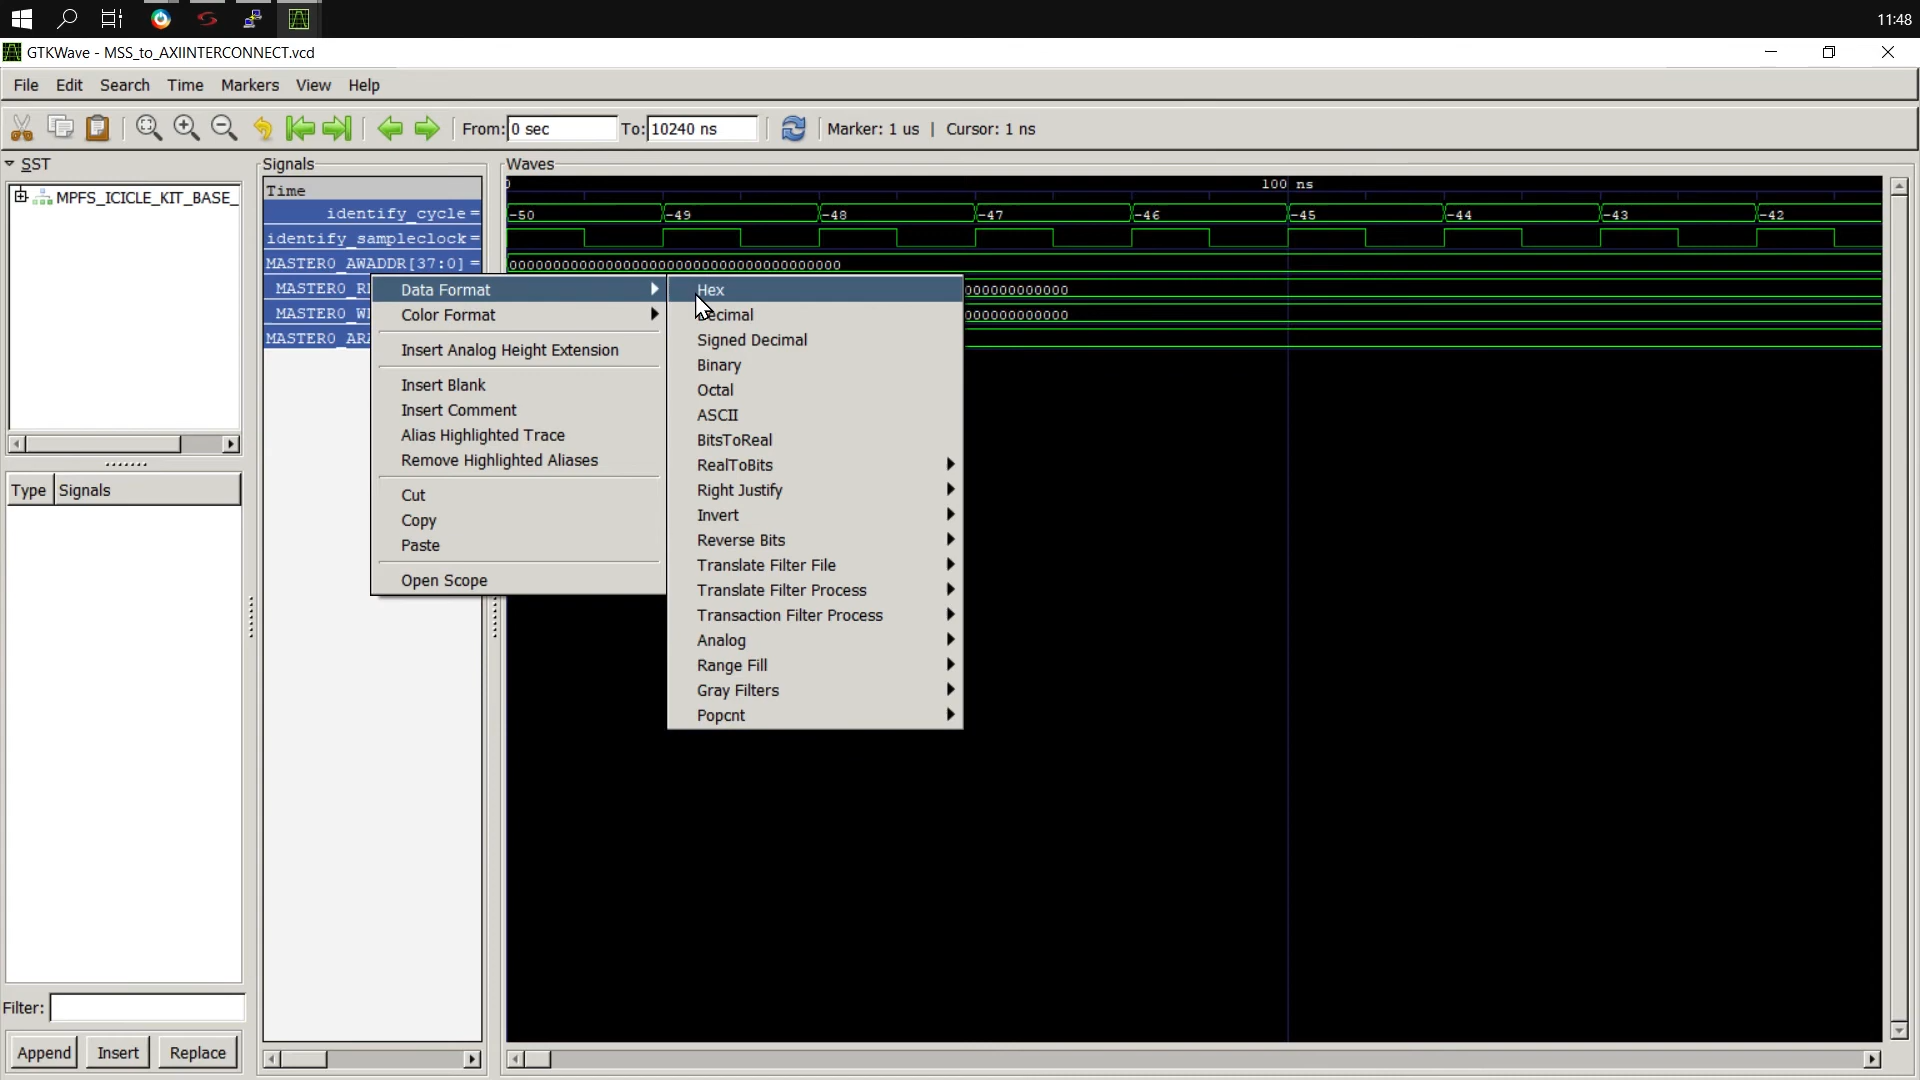 11:48
GTKWave - MSS_to_AXIINTERCONNECT.vcd
File Edit Search Time Markers View Help
From: 0 sec To: 10240 ns Marker: 1 us | Cursor: 1 ns
SST
MPFS_ICICLE_KIT_BASE_
Type Signals
Filter:
Append Insert Replace
Signals
Time
identify_cycle =
identify_sampleclock =
MASTER0_AWADDR[37:0] =
MASTER0_R
MASTER0_W
MASTER0_AR
Waves
0 100 ns
-50 -49 -48 -47 -46 -45 -44 -43 -42
Data Format
Color Format
Insert Analog Height Extension
Insert Blank
Insert Comment
Alias Highlighted Trace
Remove Highlighted Aliases
Cut
Copy
Paste
Open Scope
Hex
Decimal
Signed Decimal
Binary
Octal
ASCII
BitsToReal
RealToBits
Right Justify
Invert
Reverse Bits
Translate Filter File
Translate Filter Process
Transaction Filter Process
Analog
Range Fill
Gray Filters
Popcnt